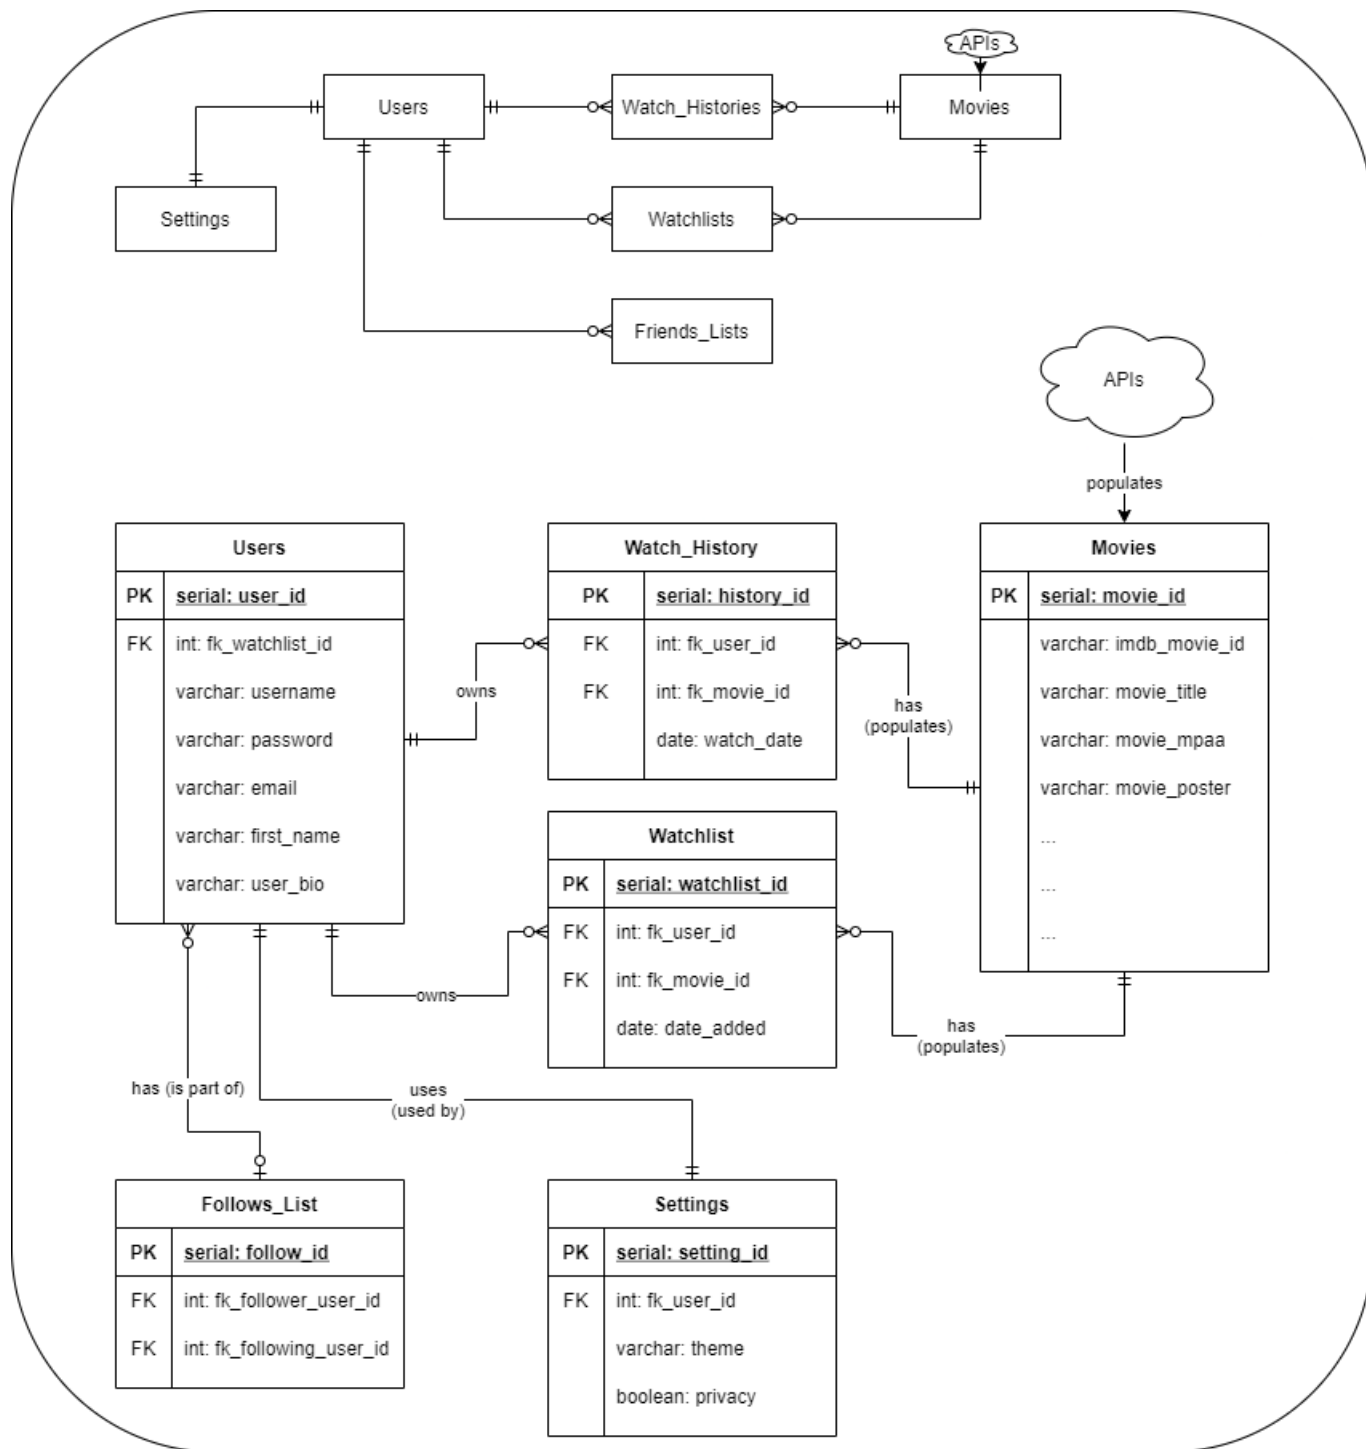 APIs
Users
Watch_Histories
Movies
Settings
Watchlists
Friends_Lists
APIs
populates
Users
PK serial: user_id
FK int: fk_watchlist_id
varchar: username
varchar: password
varchar: email
varchar: first_name
varchar: user_bio
owns
Watch_History
PK serial: history_id
FK int: fk_user_id
FK int: fk_movie_id
date: watch_date
has
(populates)
Movies
PK serial: movie_id
varchar: imdb_movie_id
varchar: movie_title
varchar: movie_mpaa
varchar: movie_poster
...
...
...
Watchlist
PK serial: watchlist_id
FK int: fk_user_id
FK int: fk_movie_id
date: date_added
owns
has
(populates)
has (is part of)
uses
(used by)
Follows_List
PK serial: follow_id
FK int: fk_follower_user_id
FK int: fk_following_user_id
Settings
PK serial: setting_id
FK int: fk_user_id
varchar: theme
boolean: privacy